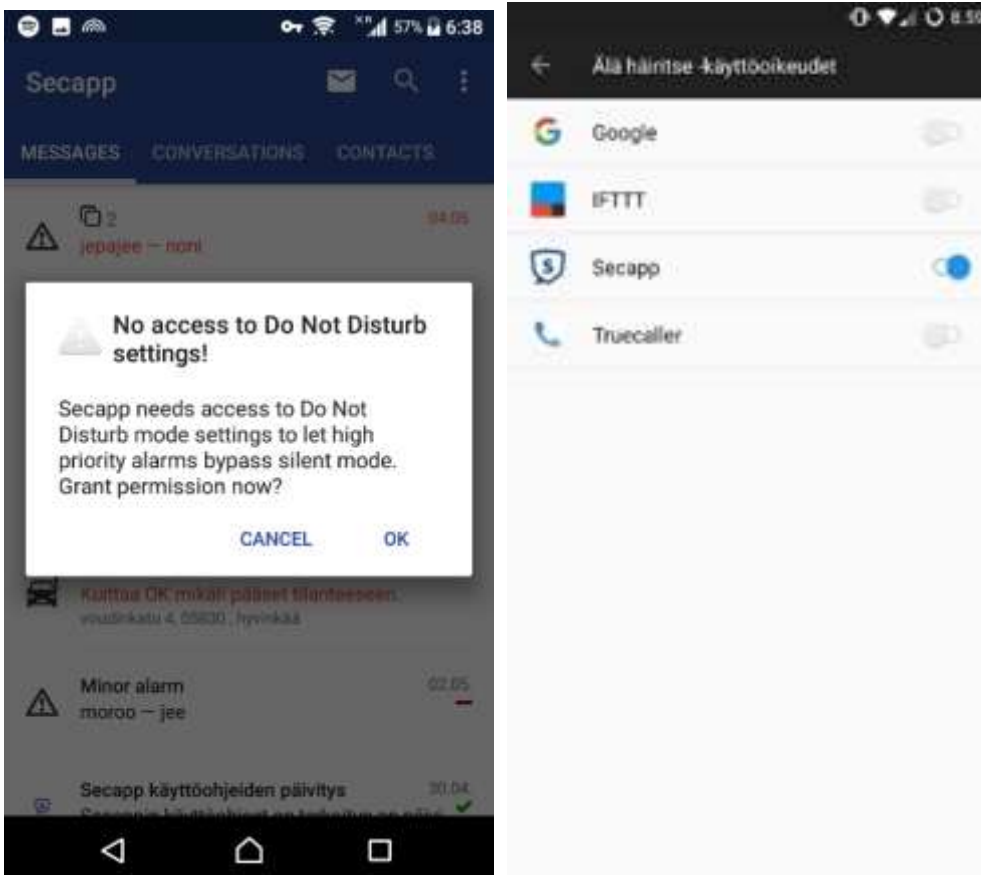 57% 6:38
Secapp
MESSAGES CONVERSATIONS CONTACTS
2 04.05
jepajee — noni
No access to Do Not Disturb
settings!
Secapp needs access to Do Not
Disturb mode settings to let high
priority alarms bypass silent mode.
Grant permission now?
CANCEL OK
Kuittaa OK mikäli pääset tilanteeseen.
voudinkatu 4, 05830 , hyvinkää
Minor alarm 02.05
moroo — jee
Secapp käyttöohjeiden päivitys 30.04
8.59
Älä häiritse -käyttöoikeudet
Google
IFTTT
Secapp
Truecaller